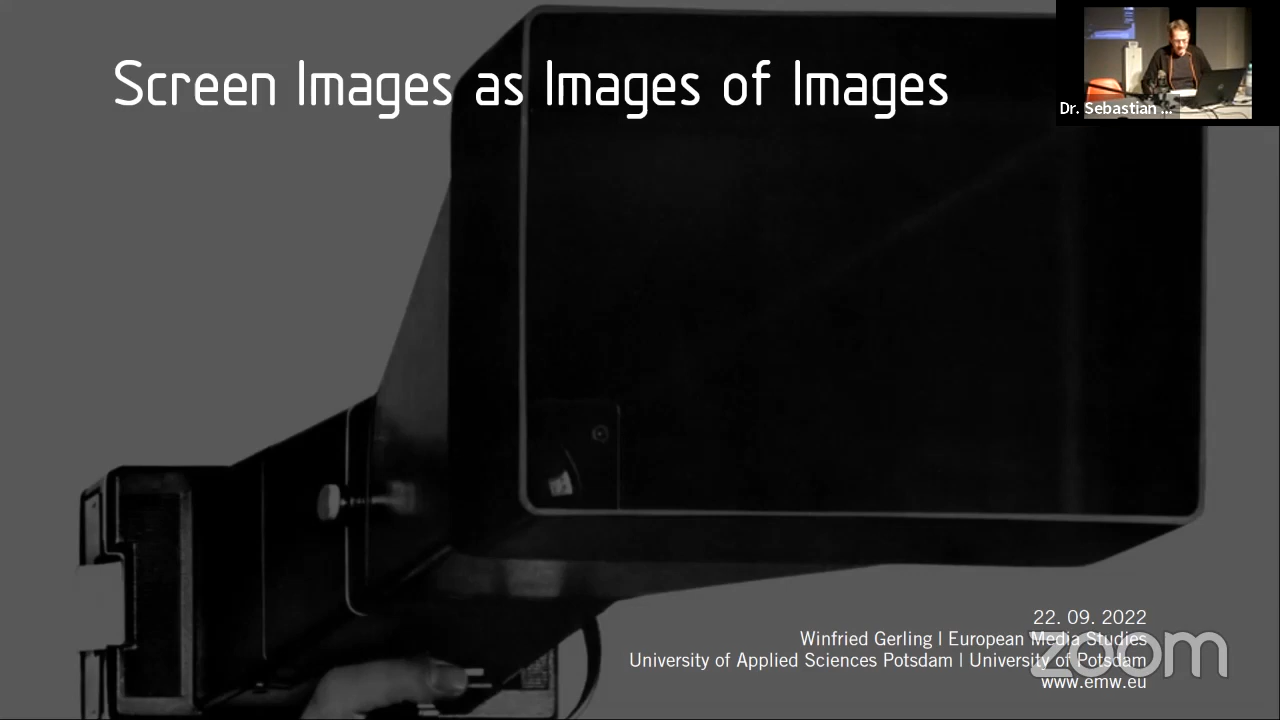 Screen Images as Images of Images
Dr. Sebastian ...
22. 09. 2022
Winfried Gerling | European Media Studies
University of Applied Sciences Potsdam | University of Potsdam
www.emw.eu
zoom